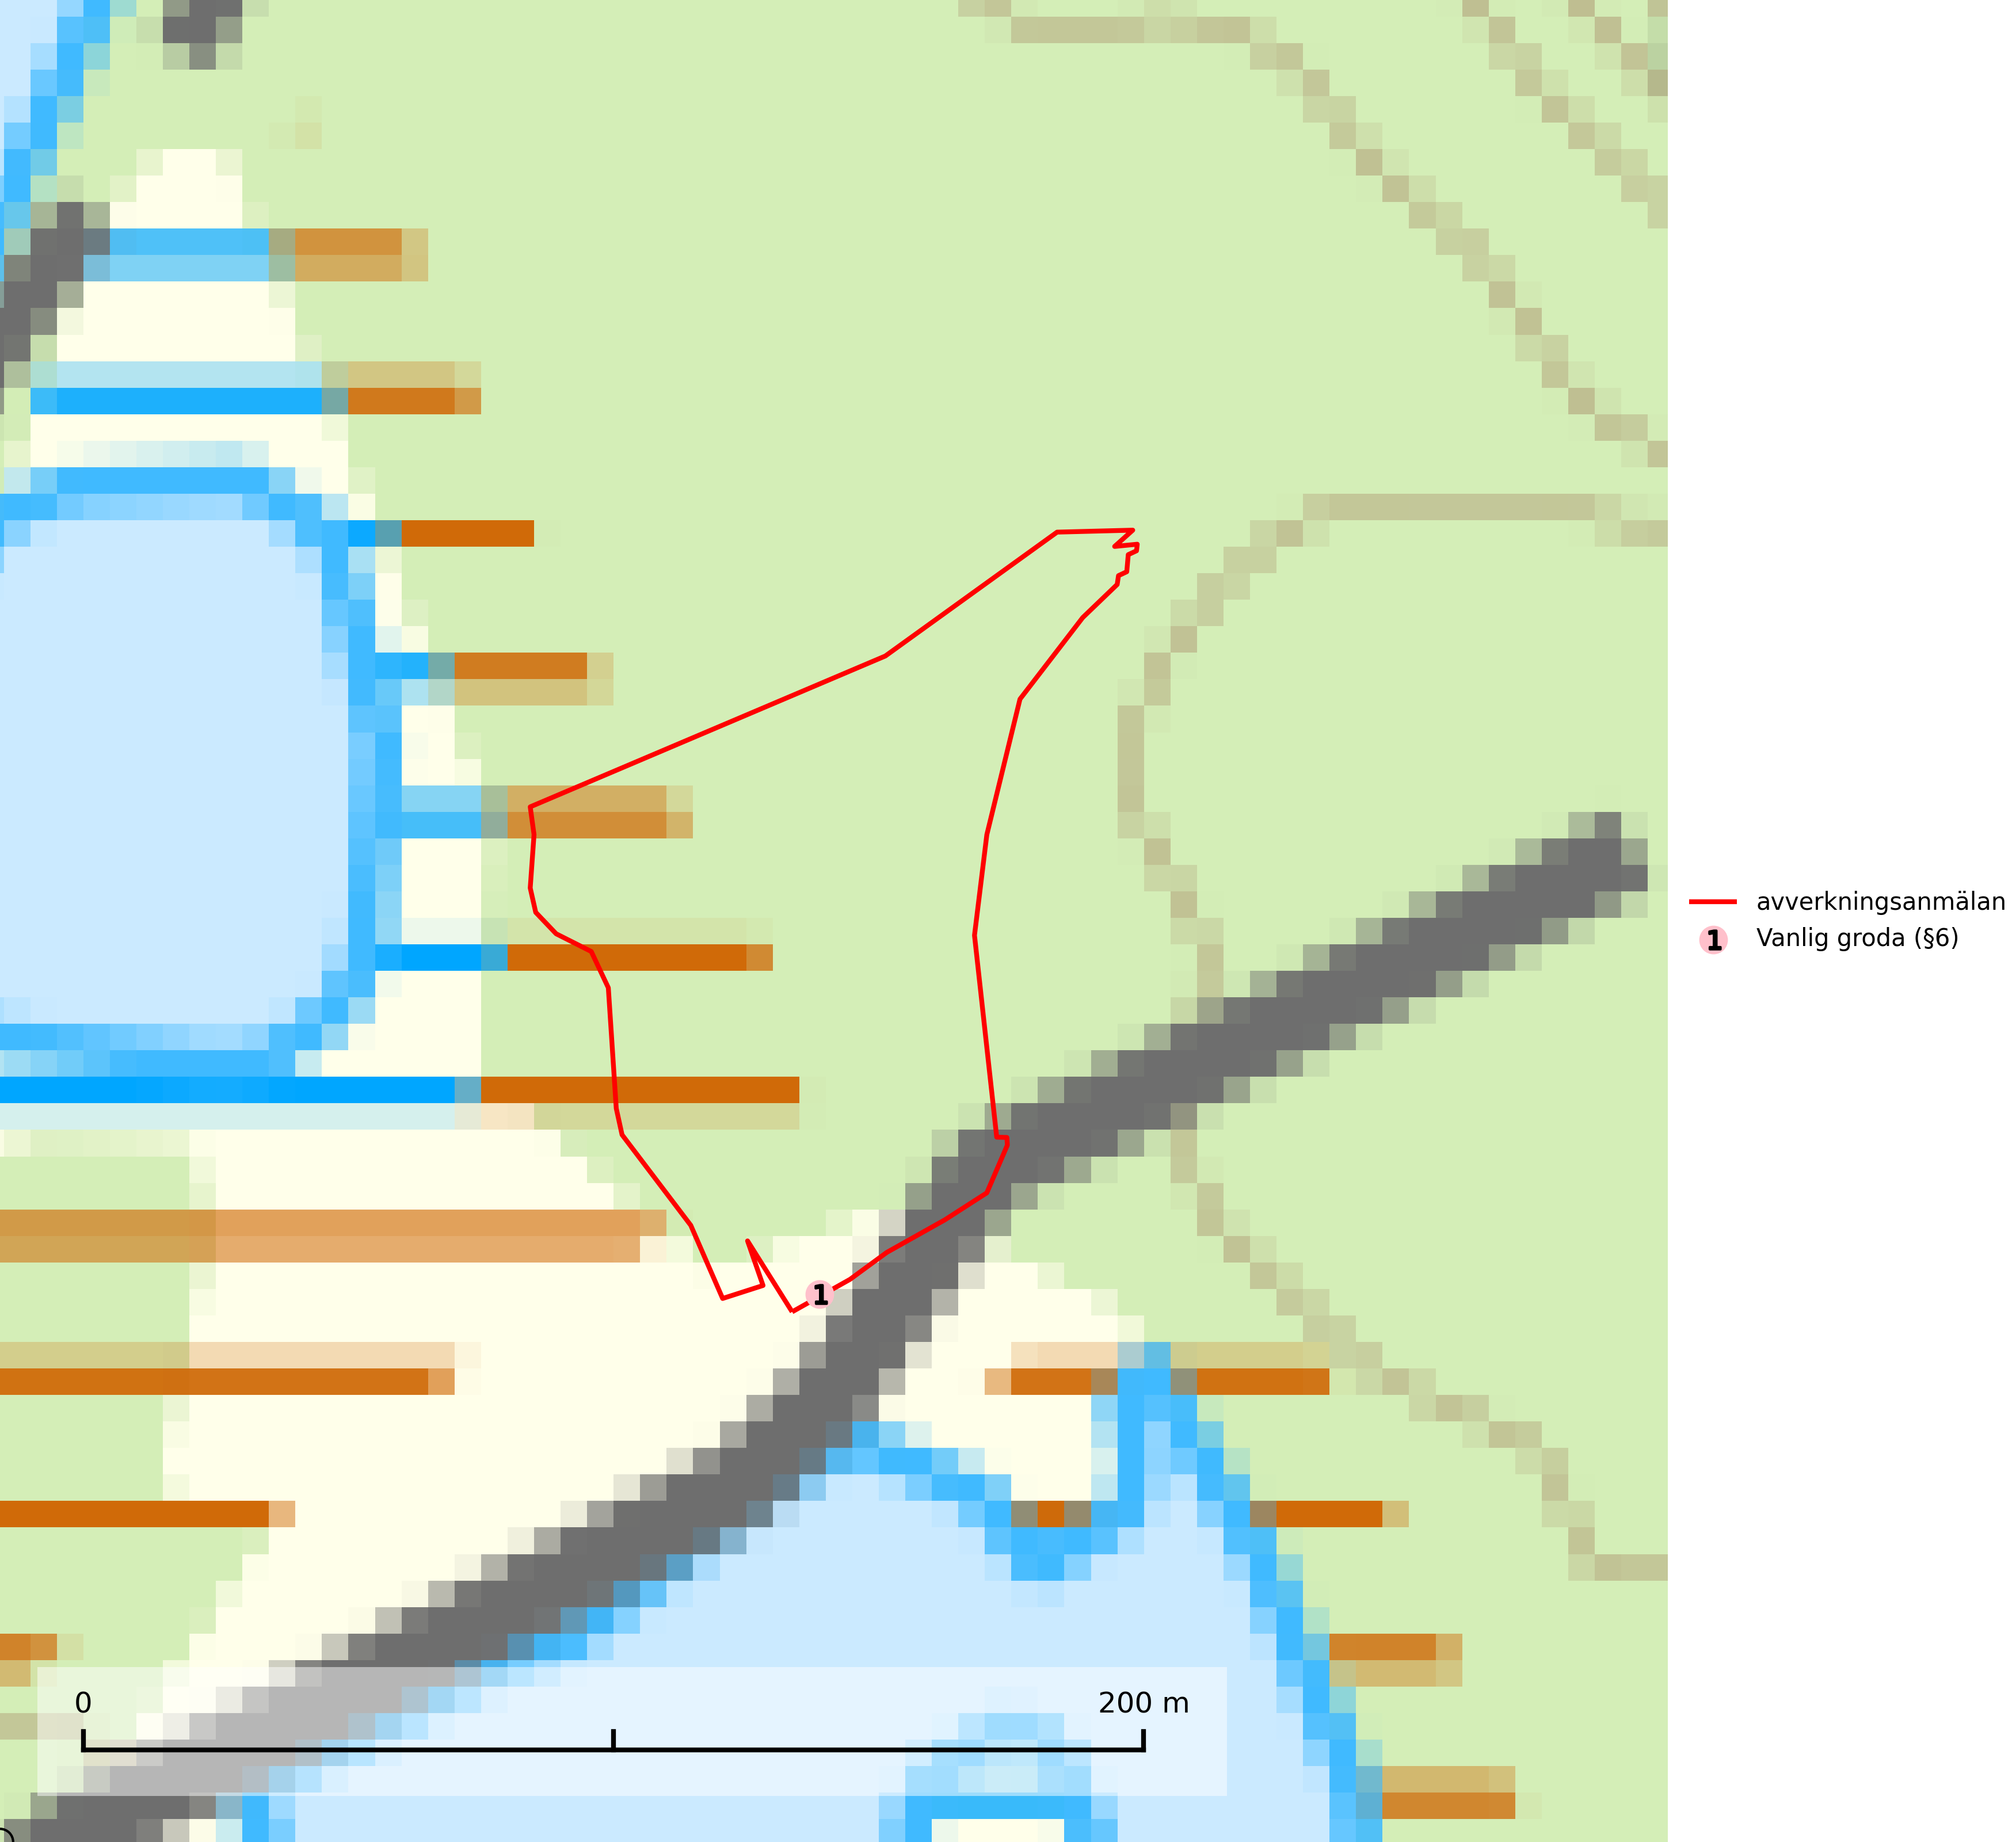 avverkningsanmälan
1 Vanlig groda (§6)
1
0 200 m